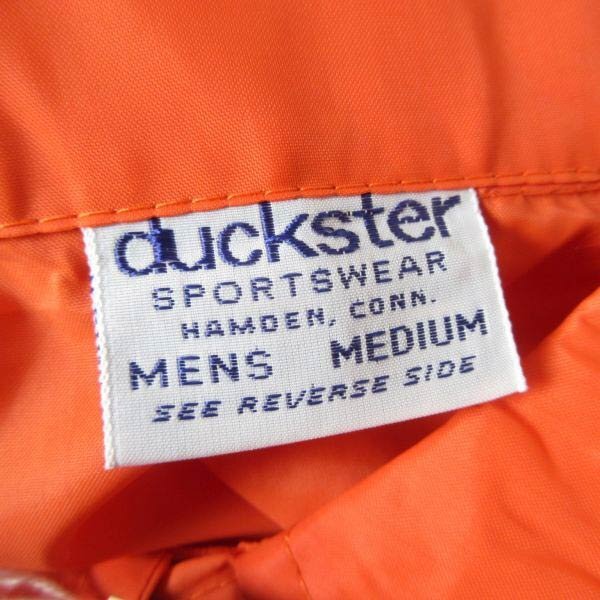 duckster
SPORTSWEAR
HAMDEN, CONN.
MENS MEDIUM
SEE REVERSE SIDE